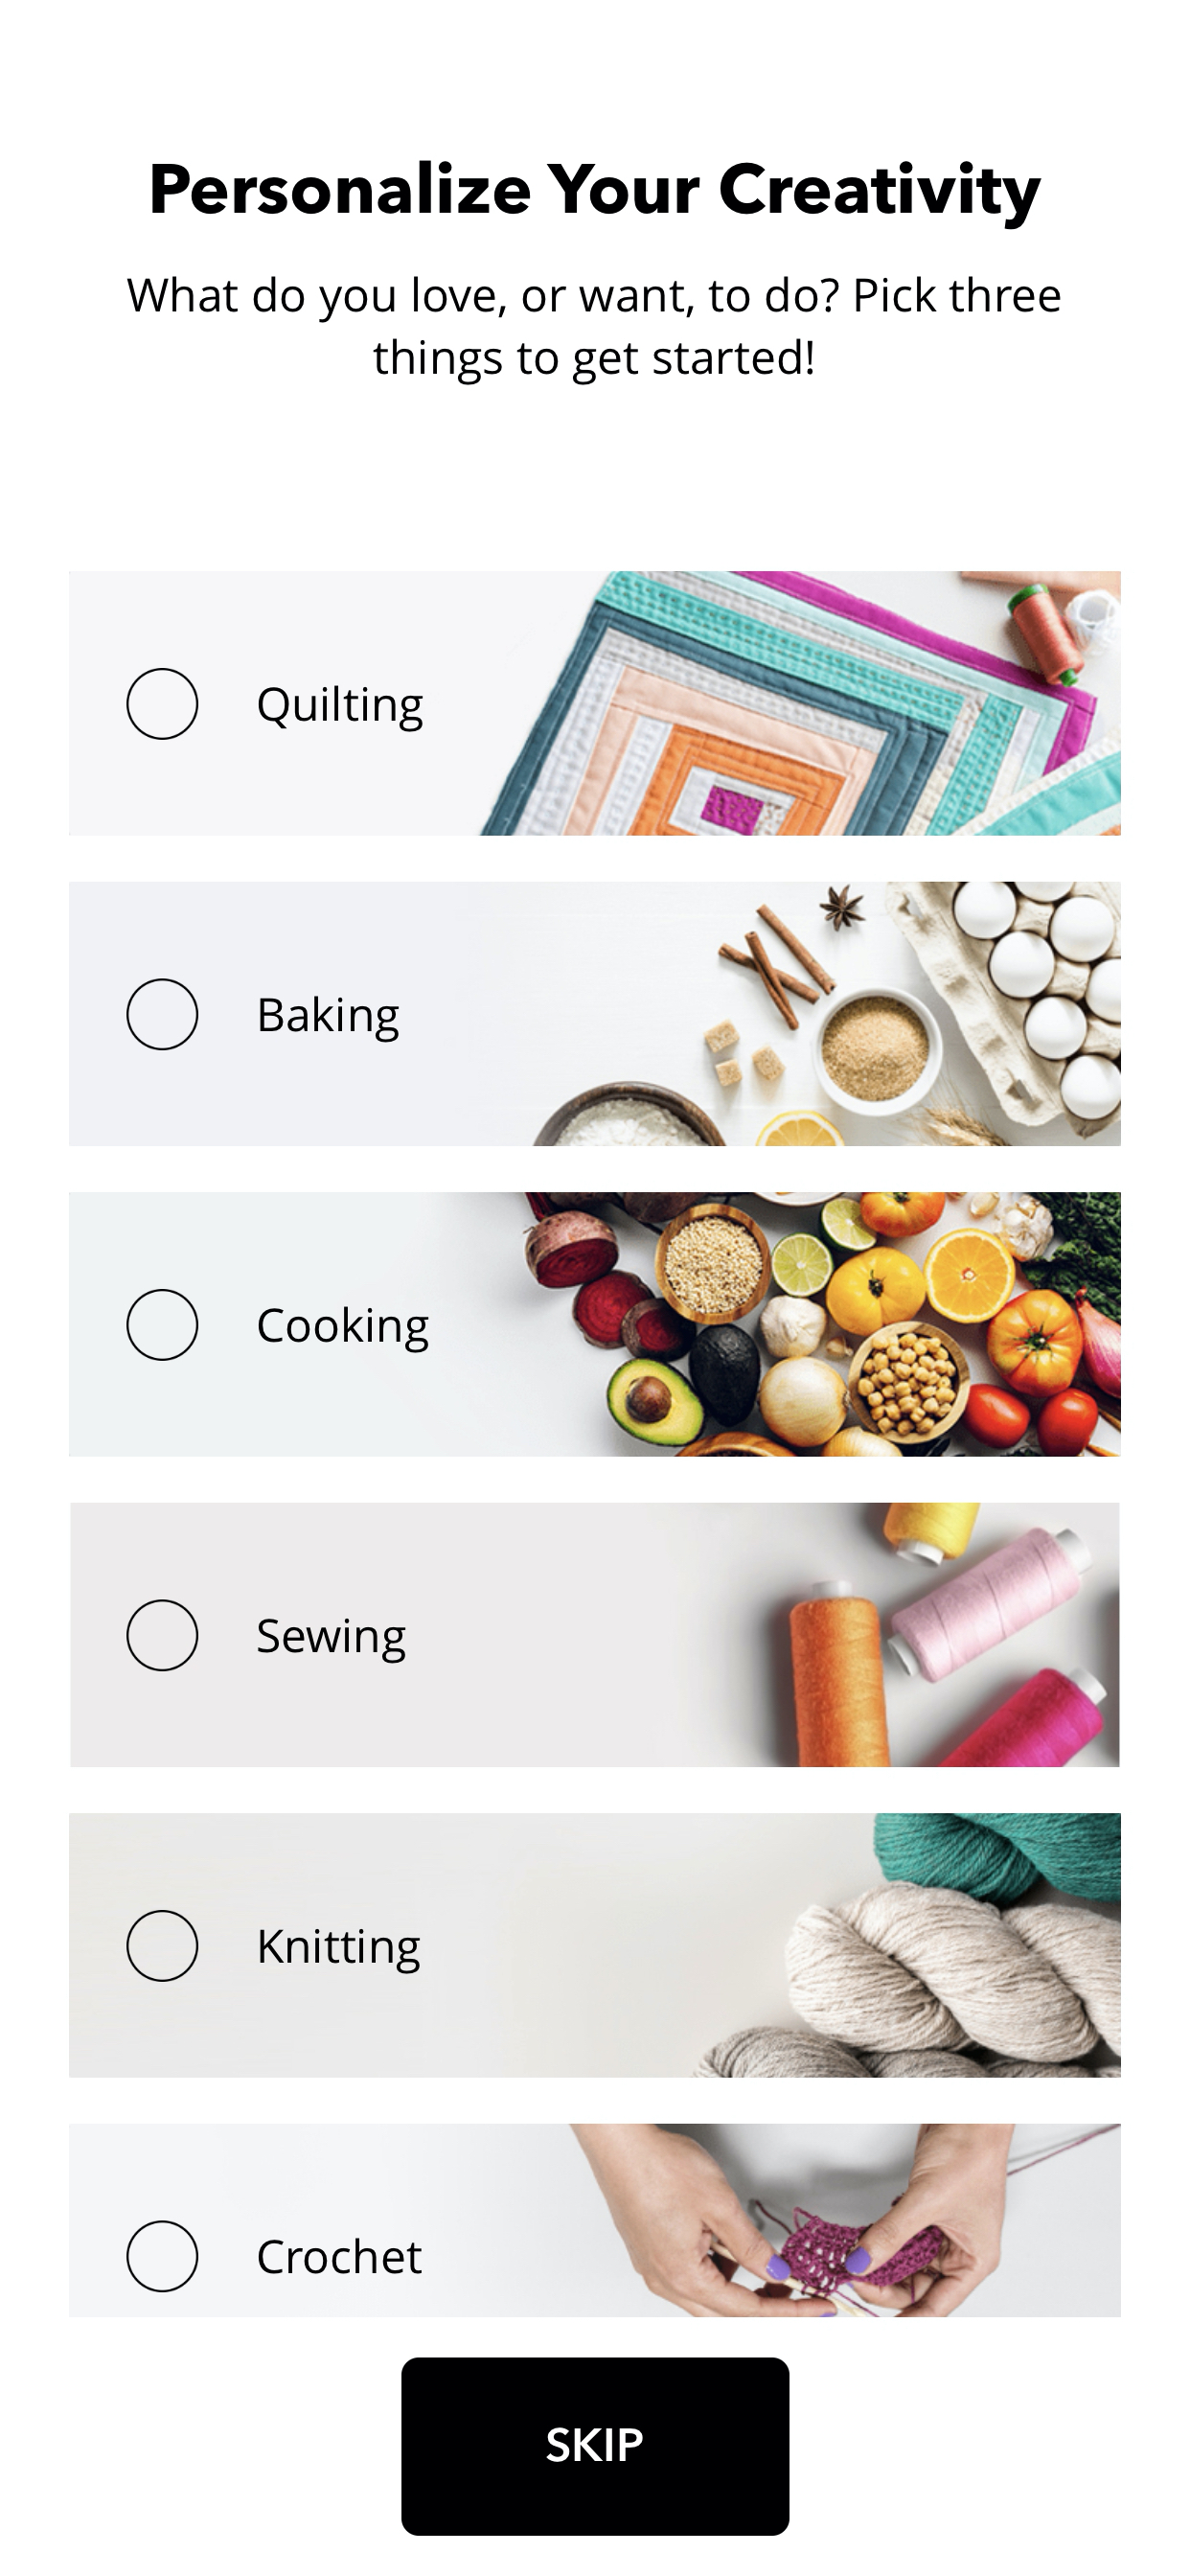 Personalize Your Creativity
What do you love, or want, to do? Pick three
things to get started!
Quilting
Baking
Cooking
Sewing
Knitting
Crochet
SKIP